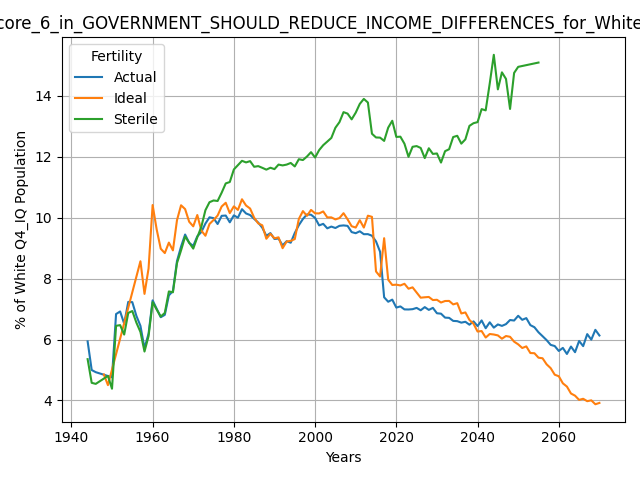 core_6_in_GOVERNMENT_SHOULD_REDUCE_INCOME_DIFFERENCES_for_White
Fertility
Actual
Ideal
Sterile
% of White Q4_IQ Population
14
12
10
8
6
4
1940 1960 1980 2000 2020 2040 2060
Years